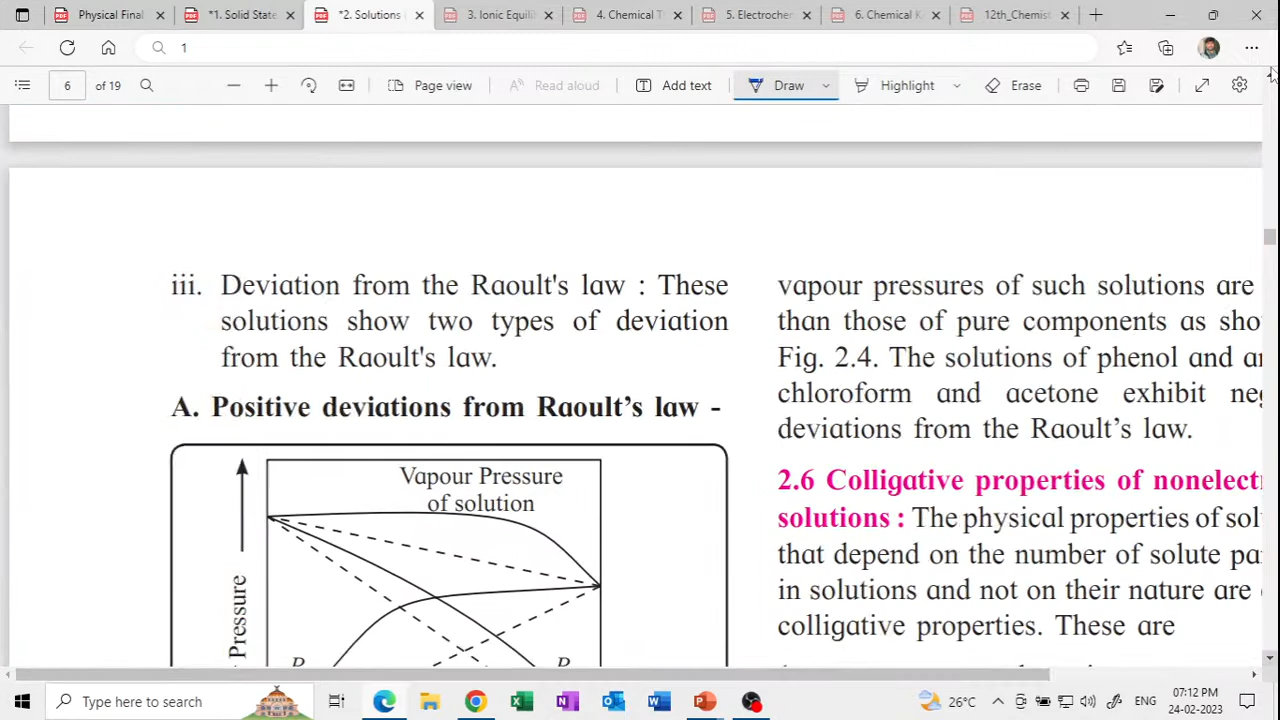 Physical Final
*1. Solid State
*2. Solutions
3. Ionic Equilib
4. Chemical T
5. Electrochem
6. Chemical K
12th_Chemist
1
6 of 19
Page view
Read aloud
Add text
Draw
Highlight
Erase
iii. Deviation from the Raoult's law : These
solutions show two types of deviation
from the Raoult's law.
A. Positive deviations from Raoult's law -
Vapour Pressure
of solution
Pressure
P
P
vapour pressures of such solutions are
than those of pure components as sho
Fig. 2.4. The solutions of phenol and an
chloroform and acetone exhibit neg
deviations from the Raoult's law.
2.6 Colligative properties of nonelect
solutions : The physical properties of sol
that depend on the number of solute pa
in solutions and not on their nature are
colligative properties. These are
Type here to search
26°C
ENG
07:12 PM
24-02-2023